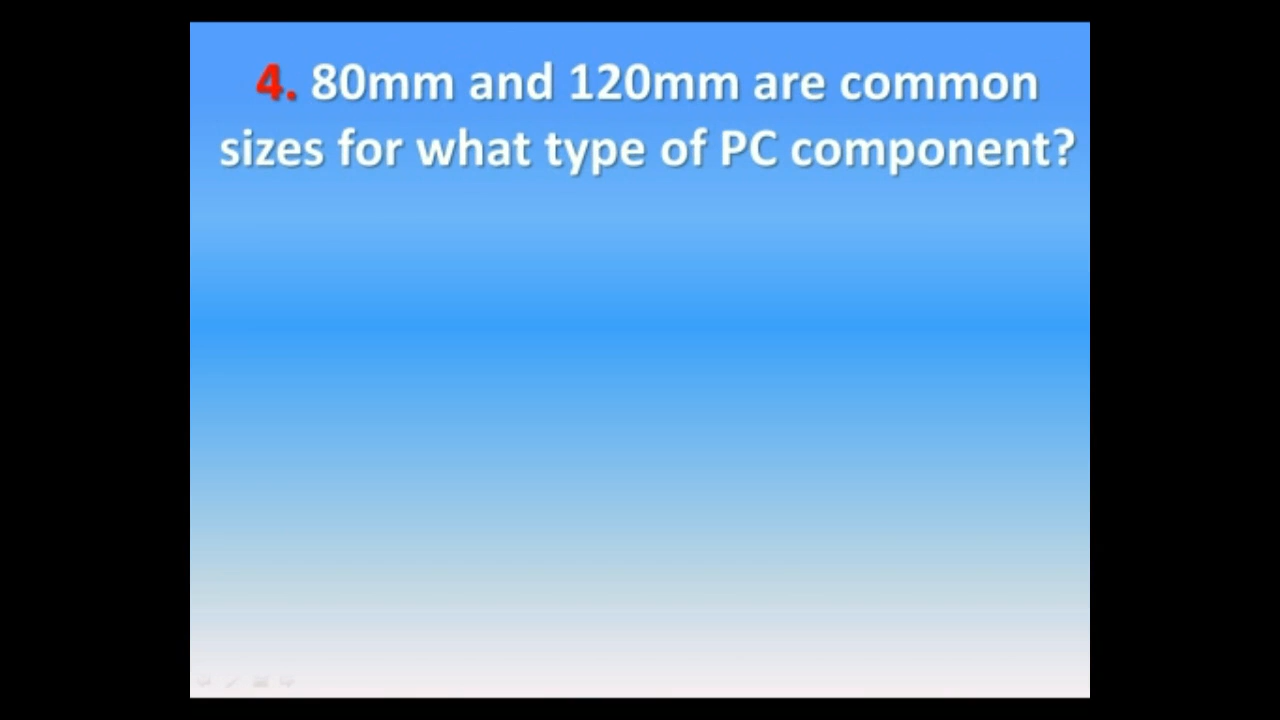 4. 80mm and 120mm are common
sizes for what type of PC component?